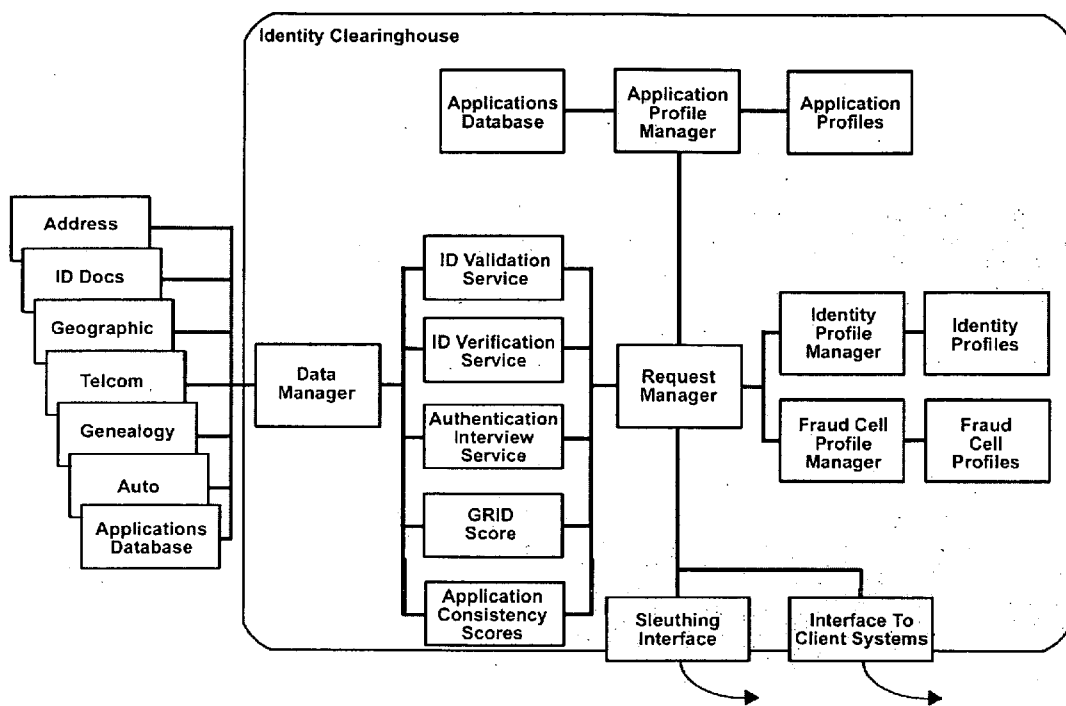 Identity Clearinghouse
Applications
Database
Application
Profile
Manager
Application
Profiles
Address
ID Docs
Geographic
Telcom
Genealogy
Auto
Applications
Database
Data
Manager
ID Validation
Service
ID Verification
Service
Authentication
Interview
Service
GRID
Score
Application
Consistency
Scores
Request
Manager
Identity
Profile
Manager
Identity
Profiles
Fraud Cell
Profile
Manager
Fraud
Cell
Profiles
Sleuthing
Interface
Interface To
Client Systems